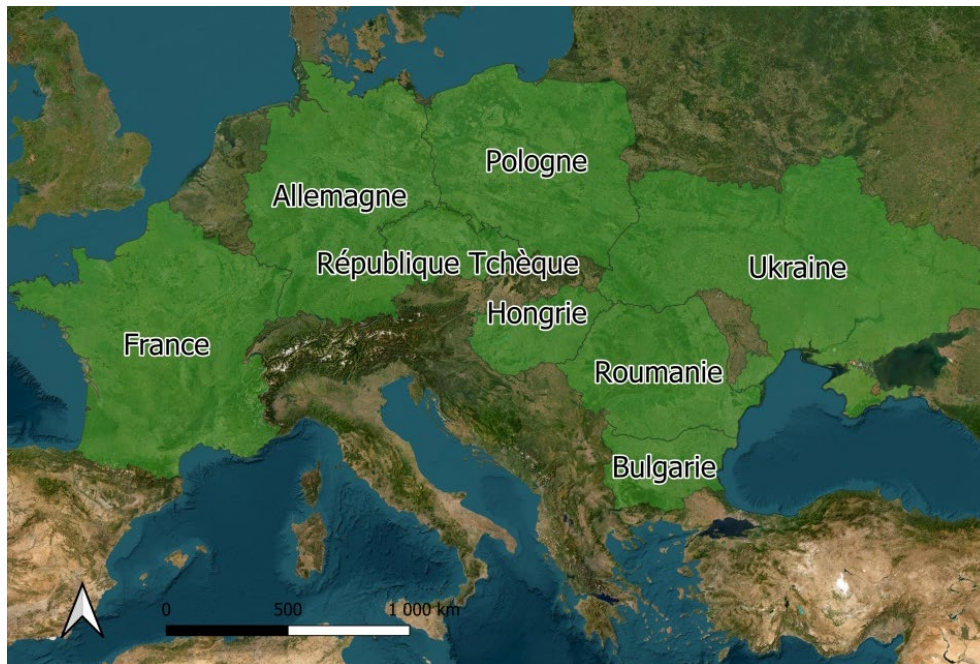 Pologne
Allemagne
République Tchèque
Ukraine
Hongrie
France
Roumanie
Bulgarie
0 500 1 000 km